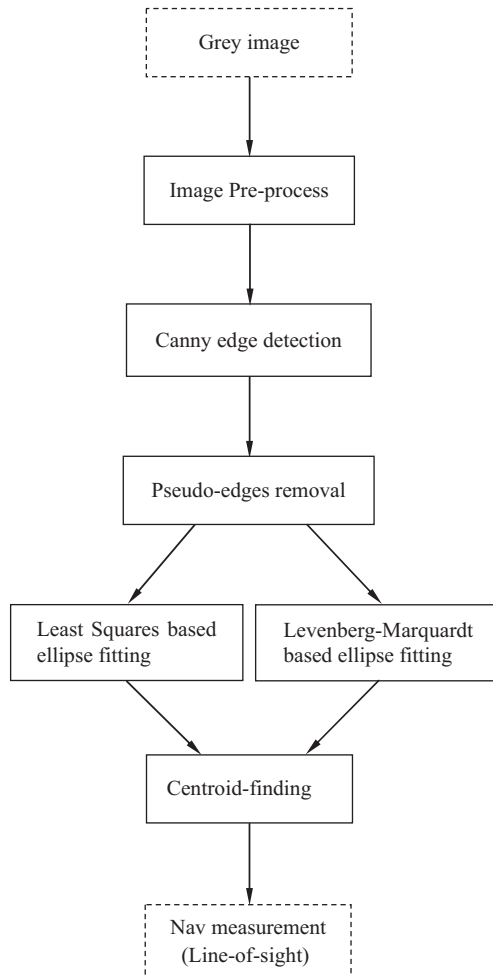 Grey image
Image Pre-process
Canny edge detection
Pseudo-edges removal
Least Squares based
ellipse fitting
Levenberg-Marquardt
based ellipse fitting
Centroid-finding
Nav measurement
(Line-of-sight)